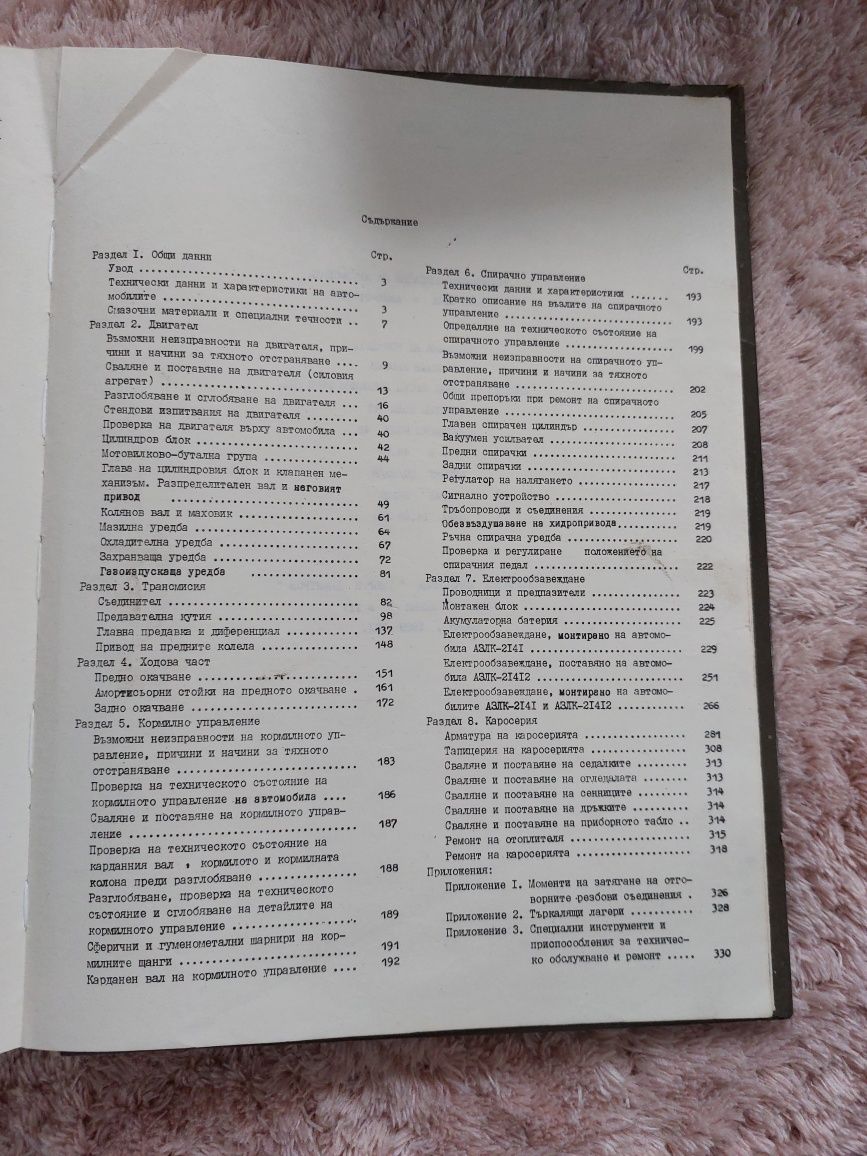 Съдържание
Раздел I. Общи данни Стр.
Увод .................................... 3
Технически данни и характеристики на авто-
мобилите ............................... 3
Смазочни материали и специални течности .. 7
Раздел 2. Двигател
Възможни неизправности на двигателя, при-
чини и начини за тяхното отстраняване .... 9
Сваляне и поставяне на двигателя (силовия
агрегат) ............................... 13
Разглобяване и сглобяване на двигателя ... 16
Стендови изпитвания на двигателя ........ 40
Проверка на двигателя върху автомобила ... 40
Цилиндров блок ......................... 42
Мотовилково-бутална група .............. 44
Глава на цилиндровия блок и клапанен ме-
ханизъм. Разпределителен вал и неговият
привод ......................... 49
Колянов вал и маховик .................. 61
Мазилна уредба ......................... 64
Охладителна уредба ..................... 67
Захранваща уредба ...................... 72
Газоизпускаща уредба .............. 81
Раздел 3. Трансмисия
Съединител ............................. 82
Предавателна кутия ..................... 98
Главна предавка и диференциал .......... 137
Привод на предните колела .............. 148
Раздел 4. Ходова част
Предно окачване ........................ 151
Амортисьорни стойки на предното окачване . 161
Задно окачване ......................... 172
Раздел 5. Кормилно управление
Възможни неизправности на кормилното уп-
равление, причини и начини за тяхното
отстраняване ........................... 183
Проверка на техническото състояние на
кормилното управление на автомобила .... 186
Сваляне и поставяне на кормилното управ-
ление .................................. 187
Проверка на техническото състояние на
карданния вал , кормилото и кормилната
колона преди разглобяване .............. 188
Разглобяване, проверка на техническото
състояние и сглобяване на детайлите на
кормилното управление .................. 189
Сферични и гуменометални шарнири на кор-
милните щанги .......................... 191
Карданен вал на кормилното управление .... 192
Раздел 6. Спирачно управление Стр.
Технически данни и характеристики ....... 193
Кратко описание на възлите на спирачното
управление ............................. 193
Определяне на техническото състояние на
спирачното управление .................. 199
Възможни неизправности на спирачното уп-
равление, причини и начини за тяхното
отстраняване ........................... 202
Общи препоръки при ремонт на спирачното
управление ............................. 205
Главен спирачен цилиндър ............... 207
Вакуумен усилвател ..................... 208
Предни спирачки ........................ 211
Задни спирачки ......................... 213
Регулатор на налягането ................ 217
Сигнално устройство .................... 218
Тръбопроводи и съединения .............. 219
Обезвъздушаване на хидропривода......... 219
Ръчна спирачна уредба .................. 220
Проверка и регулиране положението на
спирачния педал ........................ 222
Раздел 7. Електрообзавеждане
Проводници и предпазители .............. 223
Монтажен блок .......................... 224
Акумулаторна батерия ................... 225
Електрообзавеждане, монтирано на автомо-
била АЗЛК-2I4I ......................... 229
Електрообзавеждане, поставяно на автомо-
била АЗЛК-2I4I2 ........................ 251
Електрообзавеждане, монтирано на автомо-
билите АЗЛК-2I4I и АЗЛК-2I4I2 .......... 266
Раздел 8. Каросерия
Арматура на каросерията ................ 281
Тапицерия на каросерията ............... 308
Сваляне и поставяне на седалките ....... 313
Сваляне и поставяне на огледалата ...... 313
Сваляне и поставяне на сенниците ....... 314
Сваляне и поставяне на дръжките ........ 314
Сваляне и поставяне на приборното табло .. 314
Ремонт на отоплителя ................... 315
Ремонт на каросерията .................. 318
Приложения:
Приложение I. Моменти на затягане на отго-
ворните резбови съединения . 326
Приложение 2. Търкалящи лагери ........... 328
Приложение 3. Специални инструменти и
приспособления за техничес-
ко обслужване и ремонт ..... 330